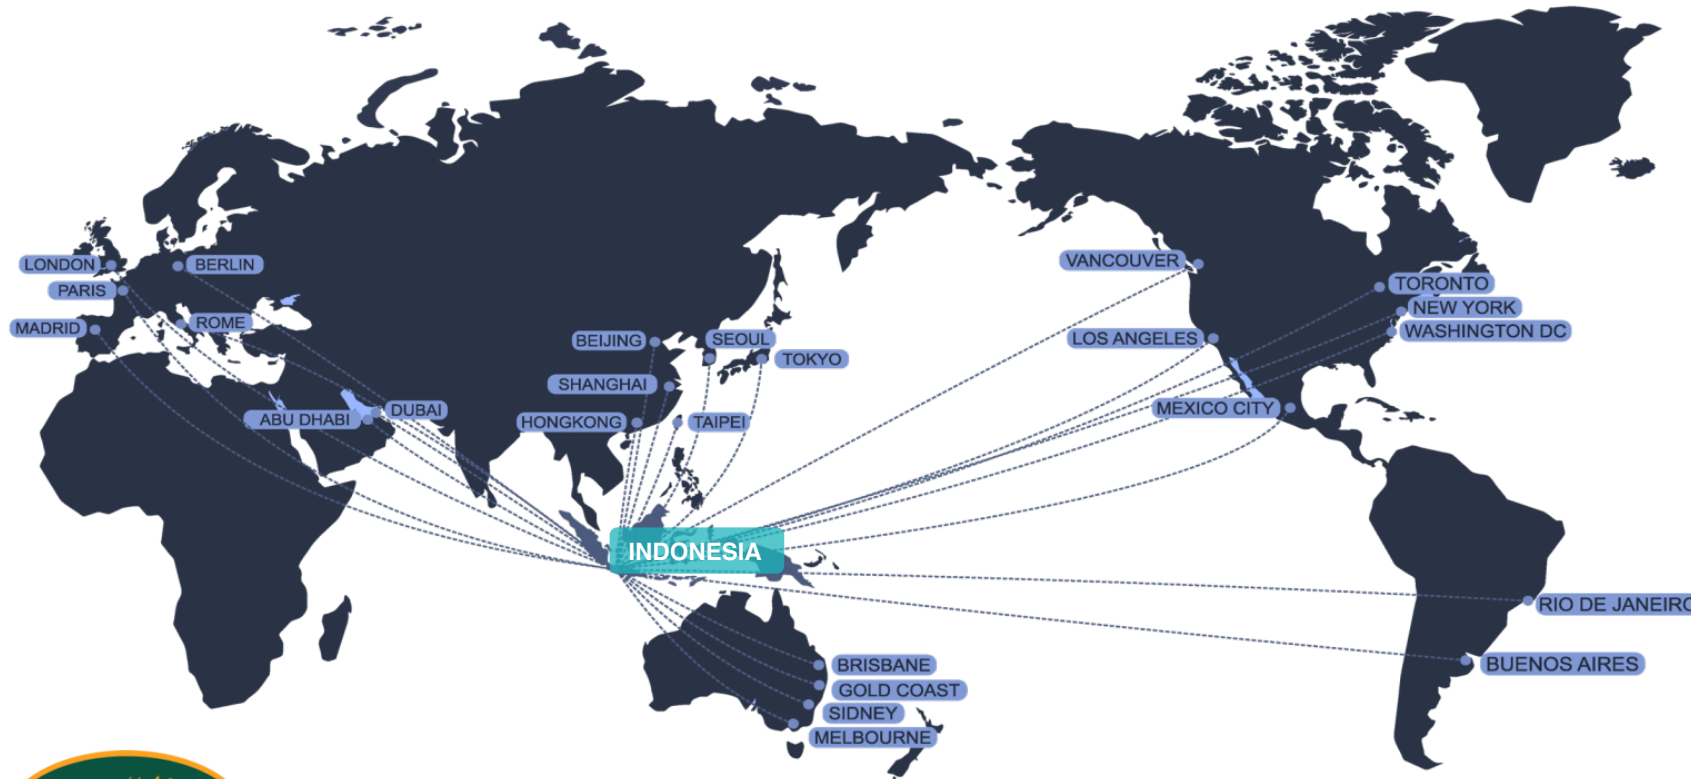 LONDON
BERLIN
PARIS
MADRID
ROME
ABU DHABI
DUBAI
BEIJING
SEOUL
TOKYO
SHANGHAI
HONGKONG
TAIPEI
VANCOUVER
TORONTO
NEW YORK
WASHINGTON DC
LOS ANGELES
MEXICO CITY
INDONESIA
RIO DE JANEIRO
BUENOS AIRES
BRISBANE
GOLD COAST
SIDNEY
MELBOURNE